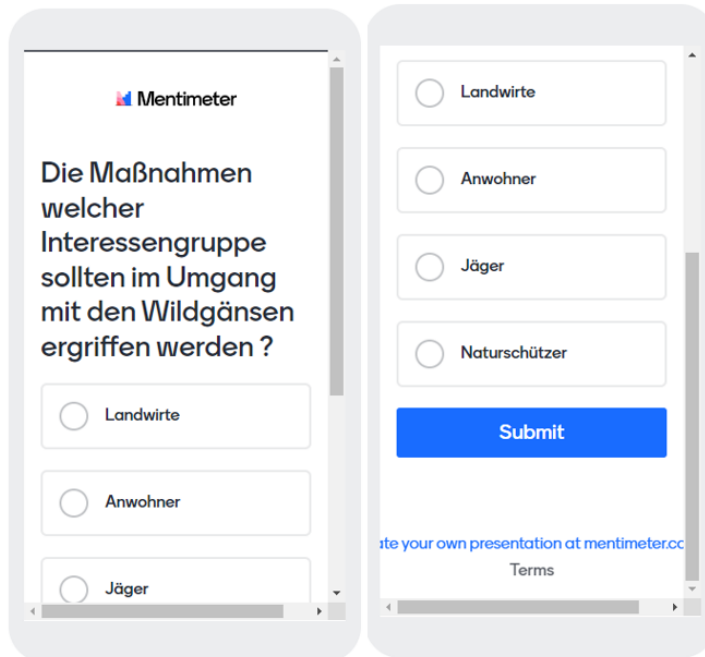 Mentimeter
Die Maßnahmen
welcher
Interessengruppe
sollten im Umgang
mit den Wildgänsen
ergriffen werden ?
Landwirte
Anwohner
Jäger
Landwirte
Anwohner
Jäger
Naturschützer
Submit
ate your own presentation at mentimeter.co
Terms